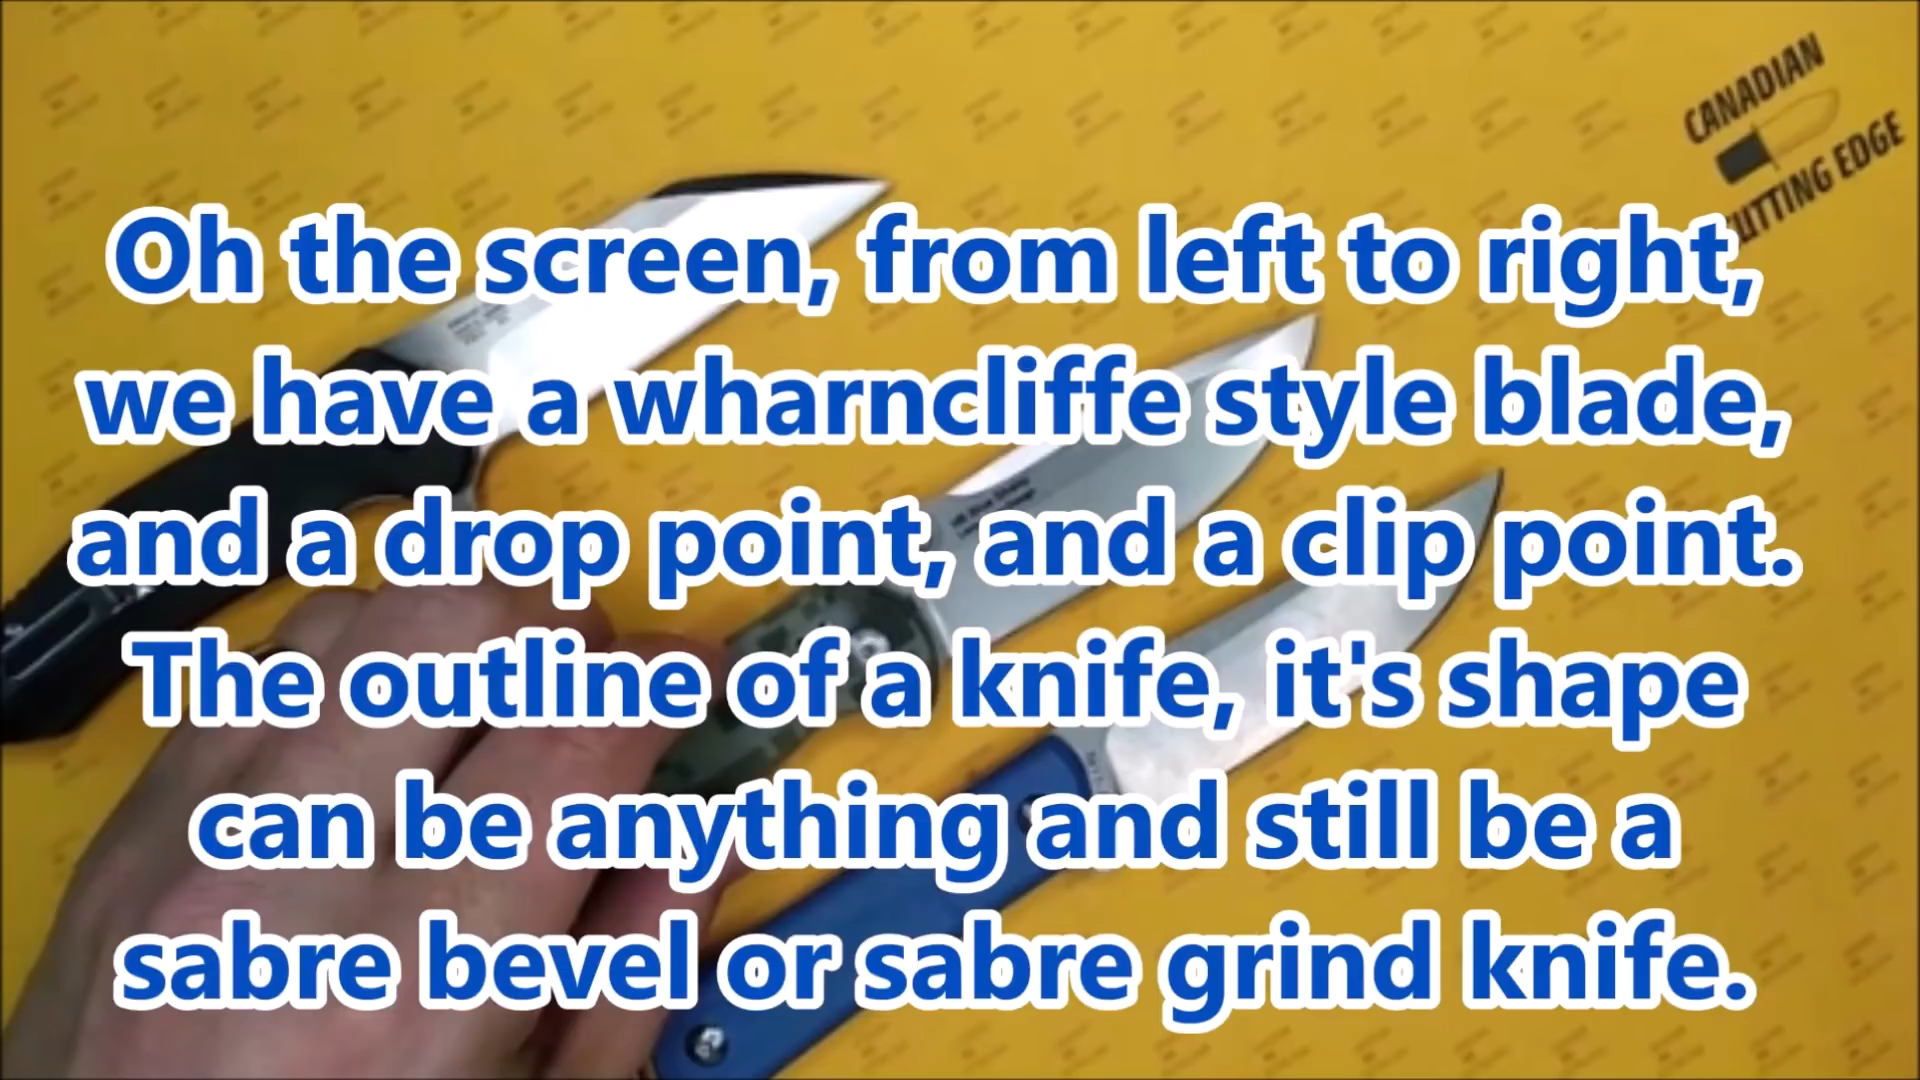 CANADIAN
CUTTING EDGE
Oh the screen, from left to right,
we have a wharncliffe style blade,
and a drop point, and a clip point.
The outline of a knife, it's shape
can be anything and still be a
sabre bevel or sabre grind knife.